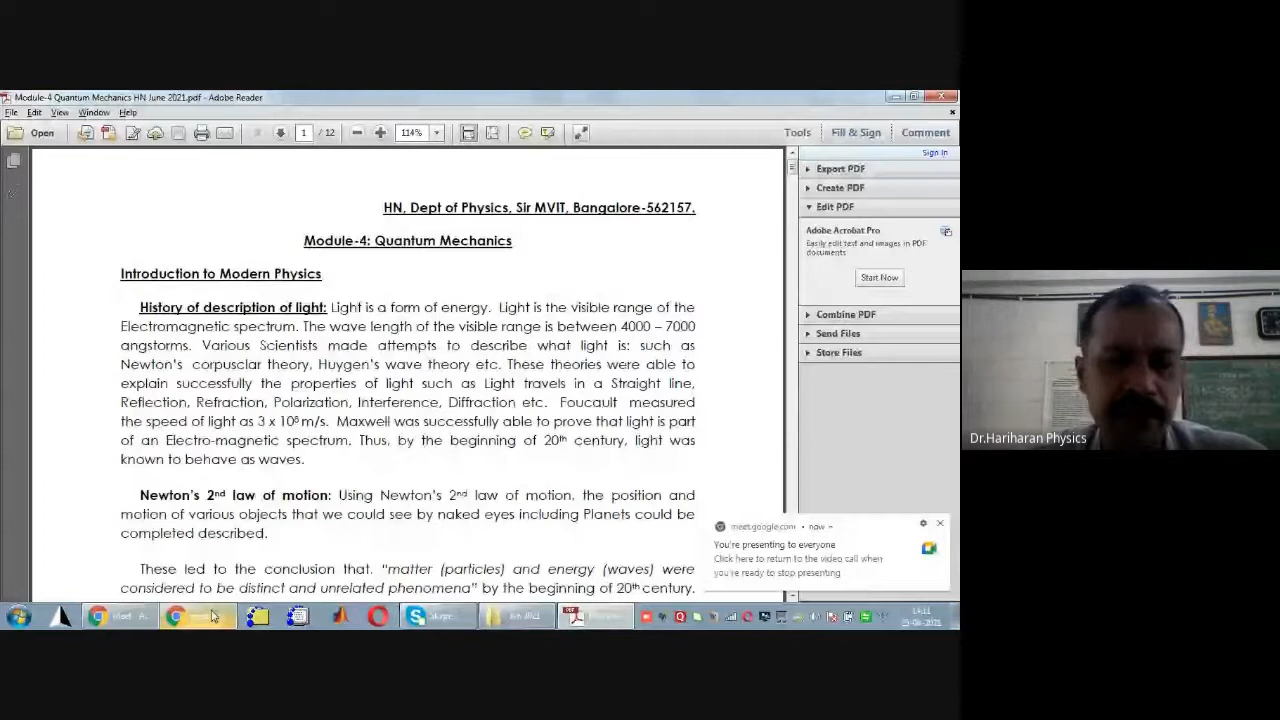 Module-4 Quantum Mechanics HN June 2021.pdf - Adobe Reader
File Edit View Window Help
Open 1 / 12 114% Tools Fill & Sign Comment
Sign In
Export PDF
Create PDF
Edit PDF
Adobe Acrobat Pro
Easily edit text and images in PDF
documents
Start Now
Combine PDF
Send Files
Store Files
HN, Dept of Physics, Sir MVIT, Bangalore-562157.
Module-4: Quantum Mechanics
Introduction to Modern Physics
History of description of light: Light is a form of energy. Light is the visible range of the
Electromagnetic spectrum. The wave length of the visible range is between 4000 – 7000
angstorms. Various Scientists made attempts to describe what light is: such as
Newton's corpusclar theory, Huygen's wave theory etc. These theories were able to
explain successfully the properties of light such as Light travels in a Straight line,
Reflection, Refraction, Polarization, Interference, Diffraction etc. Foucault measured
the speed of light as 3 x 10⁸ m/s. Maxwell was successfully able to prove that light is part
of an Electro-magnetic spectrum. Thus, by the beginning of 20th century, light was
known to behave as waves.
Newton's 2nd law of motion: Using Newton's 2nd law of motion, the position and
motion of various objects that we could see by naked eyes including Planets could be
completed described.
These led to the conclusion that, "matter (particles) and energy (waves) were
considered to be distinct and unrelated phenomena" by the beginning of 20th century.
meet.google.com • now
You're presenting to everyone
Click here to return to the video call when
you're ready to stop presenting
Meet
14:11
Dr.Hariharan Physics